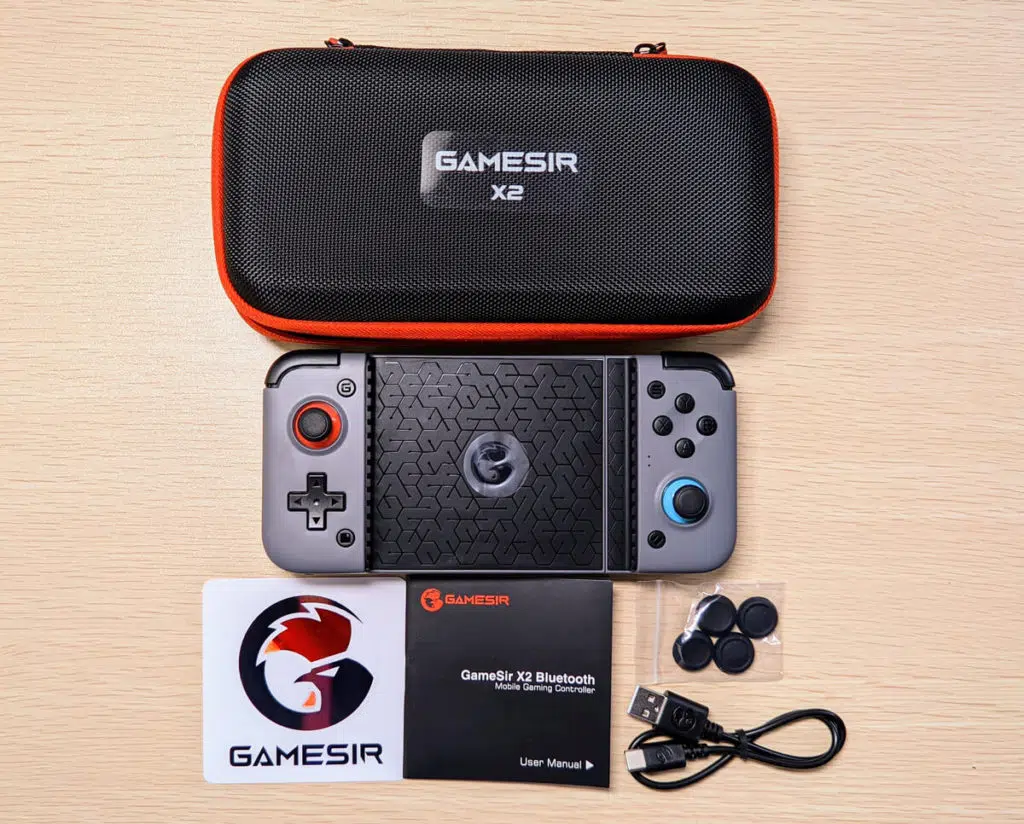 GAMESIR
X2
G
S
Y
X
B
A
GAMESIR
GAMESIR
GameSir X2 Bluetooth
Mobile Gaming Controller
User Manual